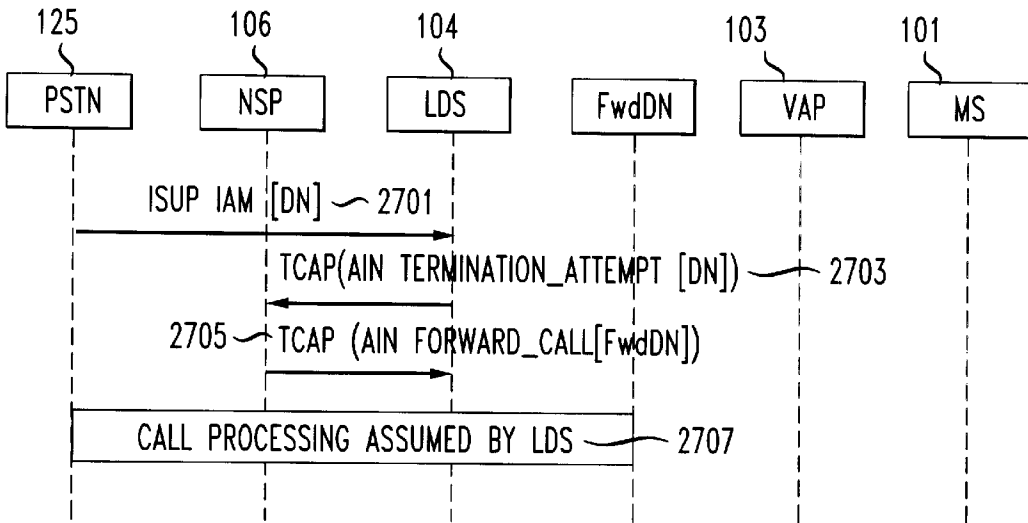 125 106 104 103 101
PSTN NSP LDS FwdDN VAP MS
ISUP IAM [DN] 2701
TCAP(AIN TERMINATION_ATTEMPT [DN]) 2703
2705 TCAP (AIN FORWARD_CALL[FwdDN])
CALL PROCESSING ASSUMED BY LDS 2707